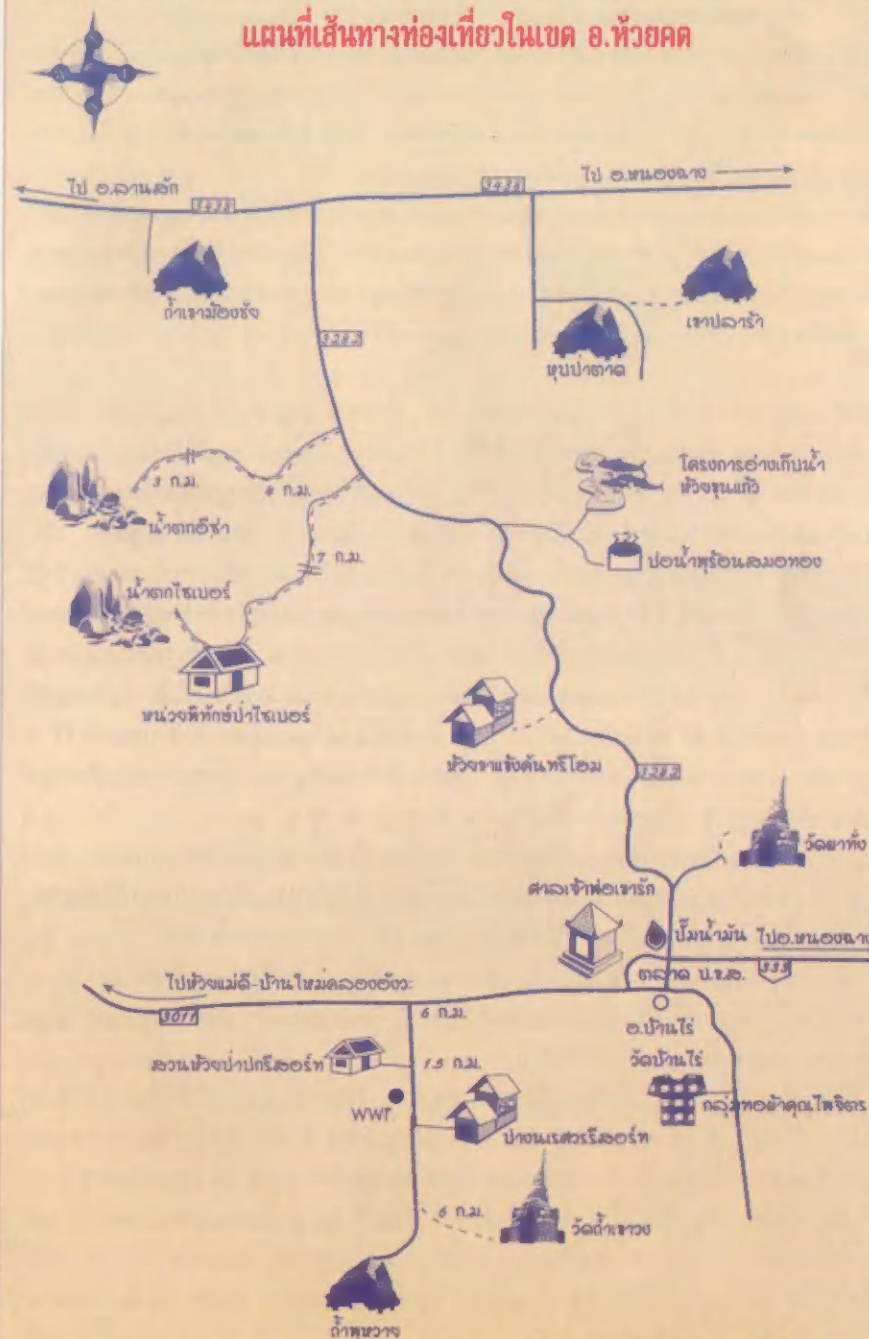 แผนที่เส้นทางท่องเที่ยวในเขต อ.ห้วยคต
ไป อ.ลานสัก
3438
3438
ไป อ.หนองฉาง
ถ้ำเขาฆ้องชัย
เขาปลาร้า
หุบป่าตาด
3282
3 ก.ม.
4 ก.ม.
น้ำตกอีซ่า
โครงการอ่างเก็บน้ำ
ห้วยขุนแก้ว
บ่อน้ำพุร้อนสมอทอง
7 ก.ม.
น้ำตกไซเบอร์
หน่วยพิทักษ์ป่าไซเบอร์
ห้วยขาแข้งคันทรีโฮม
3282
วัดผาทั่ง
ศาลเจ้าพ่อเขารัก
ปั๊มน้ำมัน
ไปอ.หนองฉาง
ตลาด ป.ข.ส.
333
ไปห้วยแม่ดี-บ้านใหม่คลองอังวะ
3011
6 ก.ม.
อ.บ้านไร่
วัดบ้านไร่
สวนห้วยป่าปกรีสอร์ท
1.5 ก.ม.
กลุ่มทอผ้าคุณไพจิตร
WWF.
ปางนเรศวรรีสอร์ท
6 ก.ม.
วัดถ้ำเขาวง
ถ้ำพุหวาย